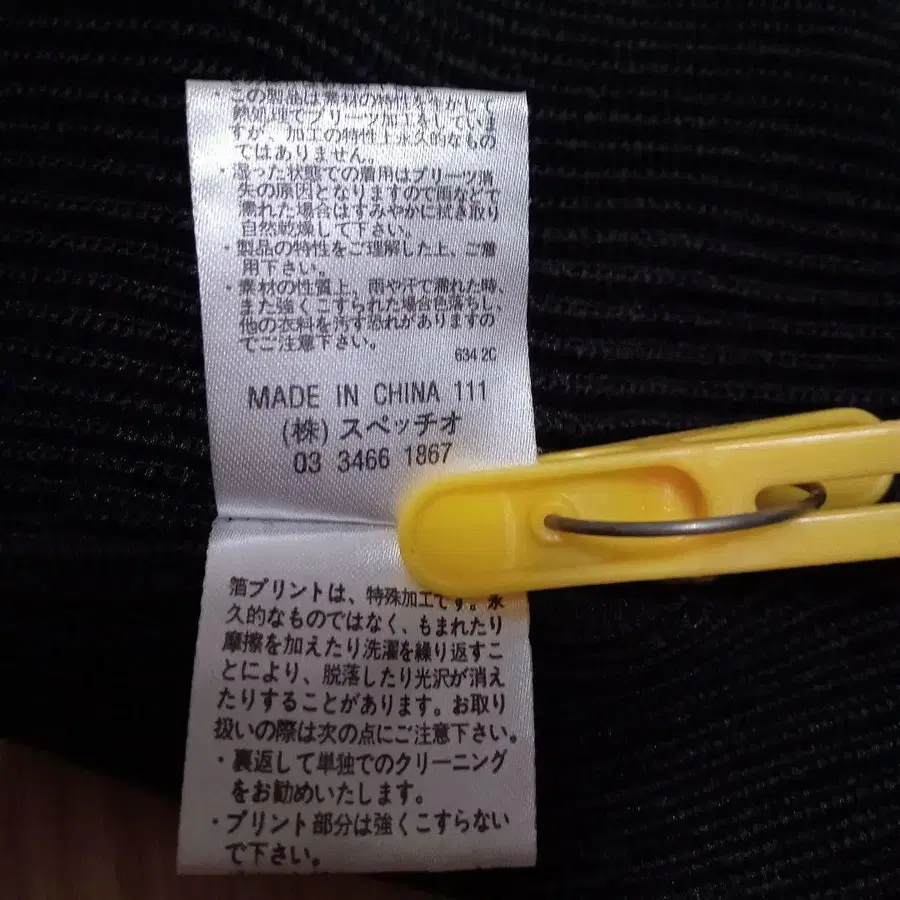 ・この製品は素材の特性を生かして
熱処理でプリーツ加工をしていま
すが、加工の特性上永久的なもの
ではありません。
・湿った状態での着用はプリーツ消
失の原因となりますので雨などで
濡れた場合はすみやかに拭き取り
自然乾燥して下さい。
・製品の特性をご理解した上、ご着
用下さい。
・素材の性質上、雨や汗で濡れた時、
また強くこすられた場合色落ちし、
他の衣料を汚す恐れがありますの
でご注意下さい。
634 2C
MADE IN CHINA 111
(株) スペッチオ
03 3466 1867
箔プリントは、特殊加工です。永
久的なものではなく、もまれたり
摩擦を加えたり洗濯を繰り返すこ
とにより、脱落したり光沢が消え
たりすることがあります。お取り
扱いの際は次の点にご注意下さい。
・裏返して単独でのクリーニング
をお勧めいたします。
・プリント部分は強くこすらない
で下さい。